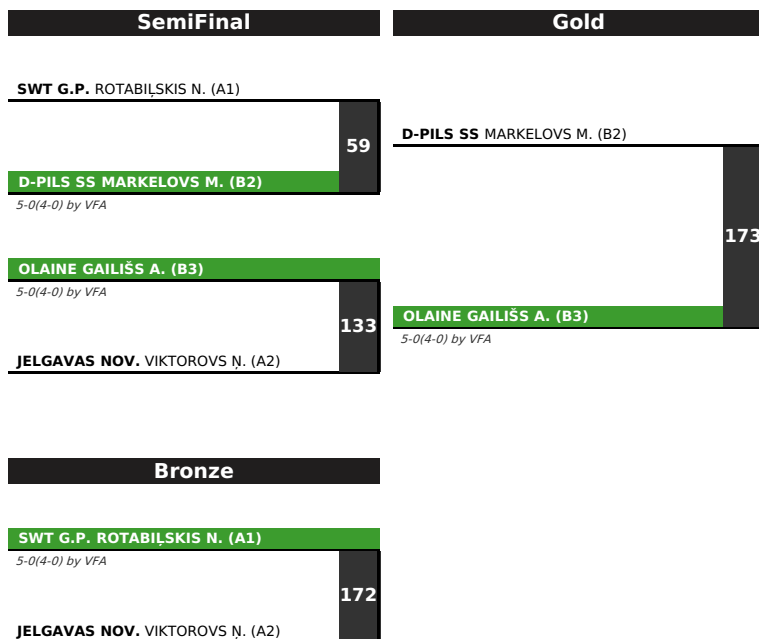 SemiFinal
SWT G.P. ROTABIĻSKIS N. (A1)
59
D-PILS SS MARKELOVS M. (B2)
5-0(4-0) by VFA
OLAINE GAILIŠS A. (B3)
5-0(4-0) by VFA
133
JELGAVAS NOV. VIKTOROVS Ņ. (A2)
Gold
D-PILS SS MARKELOVS M. (B2)
173
OLAINE GAILIŠS A. (B3)
5-0(4-0) by VFA
Bronze
SWT G.P. ROTABIĻSKIS N. (A1)
5-0(4-0) by VFA
172
JELGAVAS NOV. VIKTOROVS Ņ. (A2)